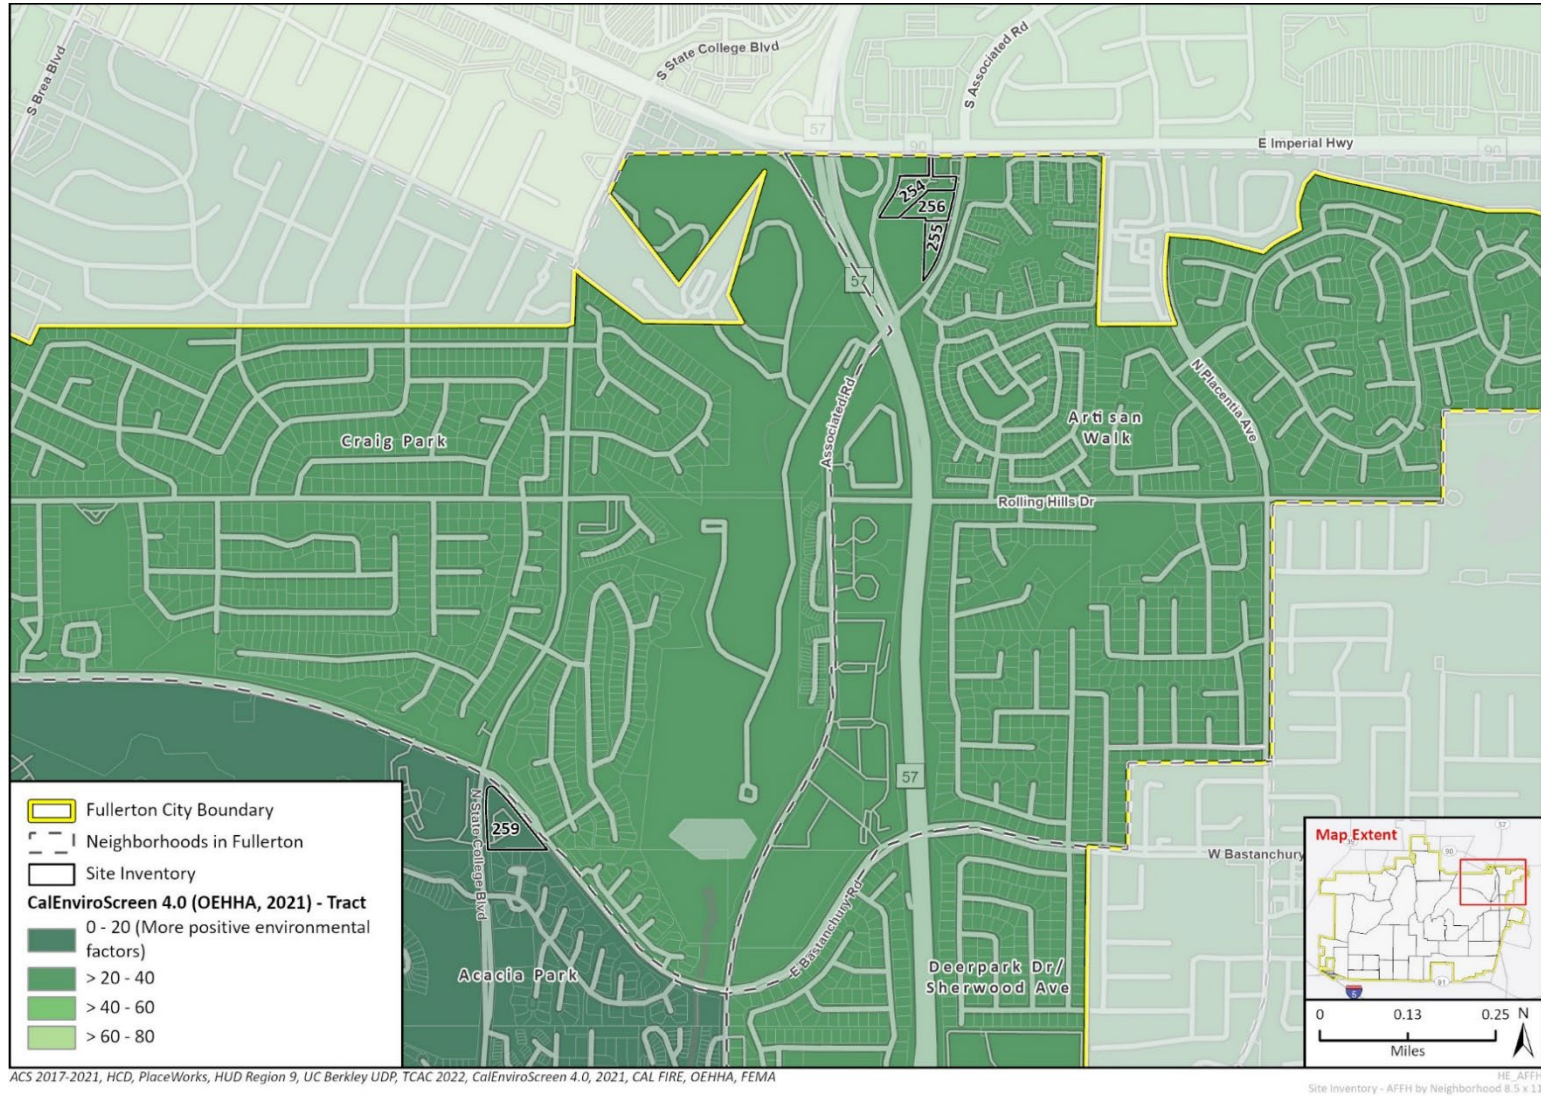 S Brea Blvd
S State College Blvd
S Associated Rd
57
90
E Imperial Hwy
90
254
256
255
57
N Placentia Ave
Craig Park
Associated Rd
Artisan
Walk
Rolling Hills Dr
57
259
N State College Blvd
W Bastanchury
E Bastanchury Rd
Acacia Park
Deerpark Dr/
Sherwood Ave
Fullerton City Boundary
Neighborhoods in Fullerton
Site Inventory
CalEnviroScreen 4.0 (OEHHA, 2021) - Tract
0 - 20 (More positive environmental
factors)
> 20 - 40
> 40 - 60
> 60 - 80
Map Extent
57
90
91
5
0 0.13 0.25
Miles
N
ACS 2017-2021, HCD, PlaceWorks, HUD Region 9, UC Berkley UDP, TCAC 2022, CalEnviroScreen 4.0, 2021, CAL FIRE, OEHHA, FEMA
HE_AFFH
Site Inventory - AFFH by Neighborhood 8.5 x 11